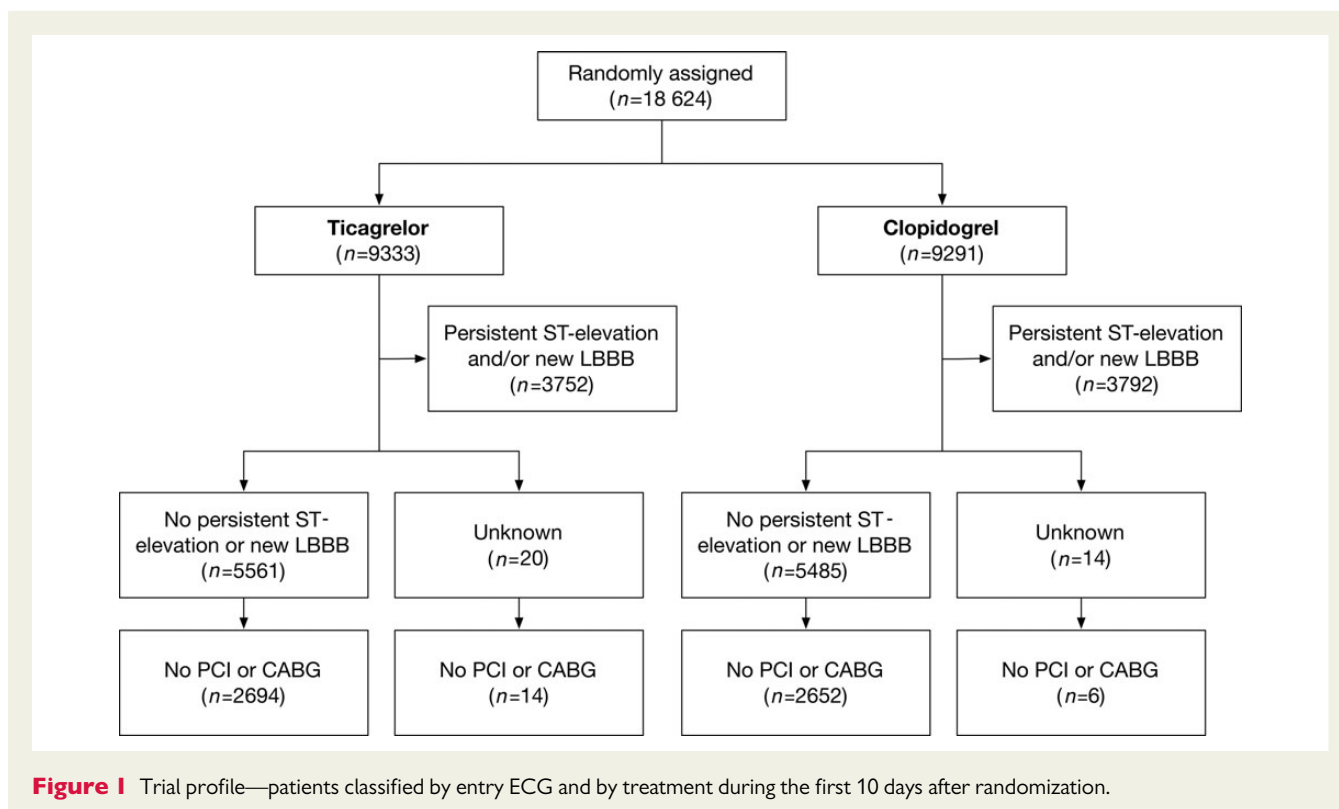 Randomly assigned
(n=18 624)
Ticagrelor
(n=9333)
Clopidogrel
(n=9291)
Persistent ST-elevation
and/or new LBBB
(n=3752)
Persistent ST-elevation
and/or new LBBB
(n=3792)
No persistent ST-
elevation or new LBBB
(n=5561)
Unknown
(n=20)
No persistent ST-
elevation or new LBBB
(n=5485)
Unknown
(n=14)
No PCI or CABG
(n=2694)
No PCI or CABG
(n=14)
No PCI or CABG
(n=2652)
No PCI or CABG
(n=6)
Figure 1 Trial profile—patients classified by entry ECG and by treatment during the first 10 days after randomization.